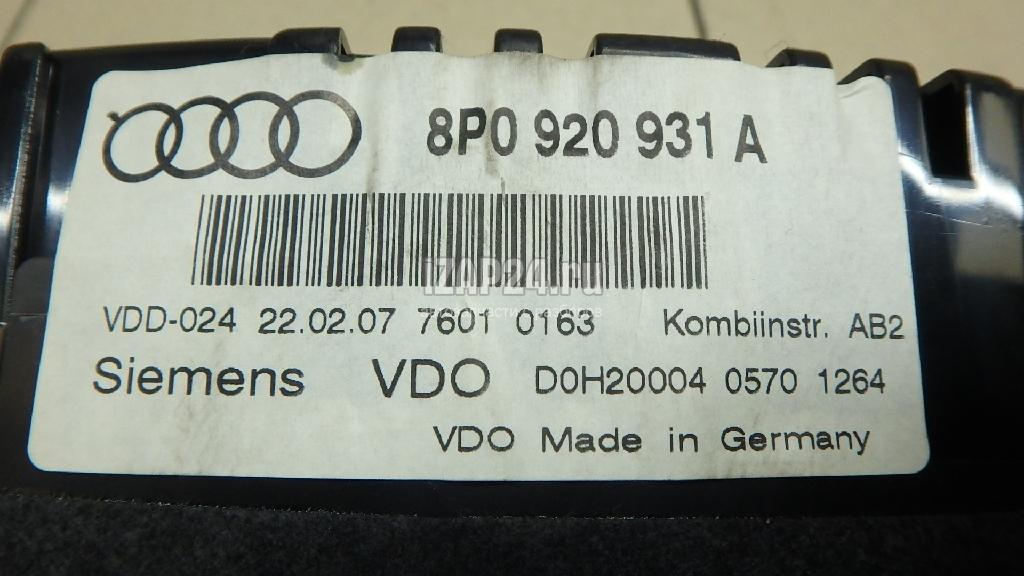 8P0 920 931 A
iZAP24.ru
VDD-024 22.02.07 7601 0163 Kombiinstr. AB2
Siemens VDO D0H20004 0570 1264
VDO Made in Germany